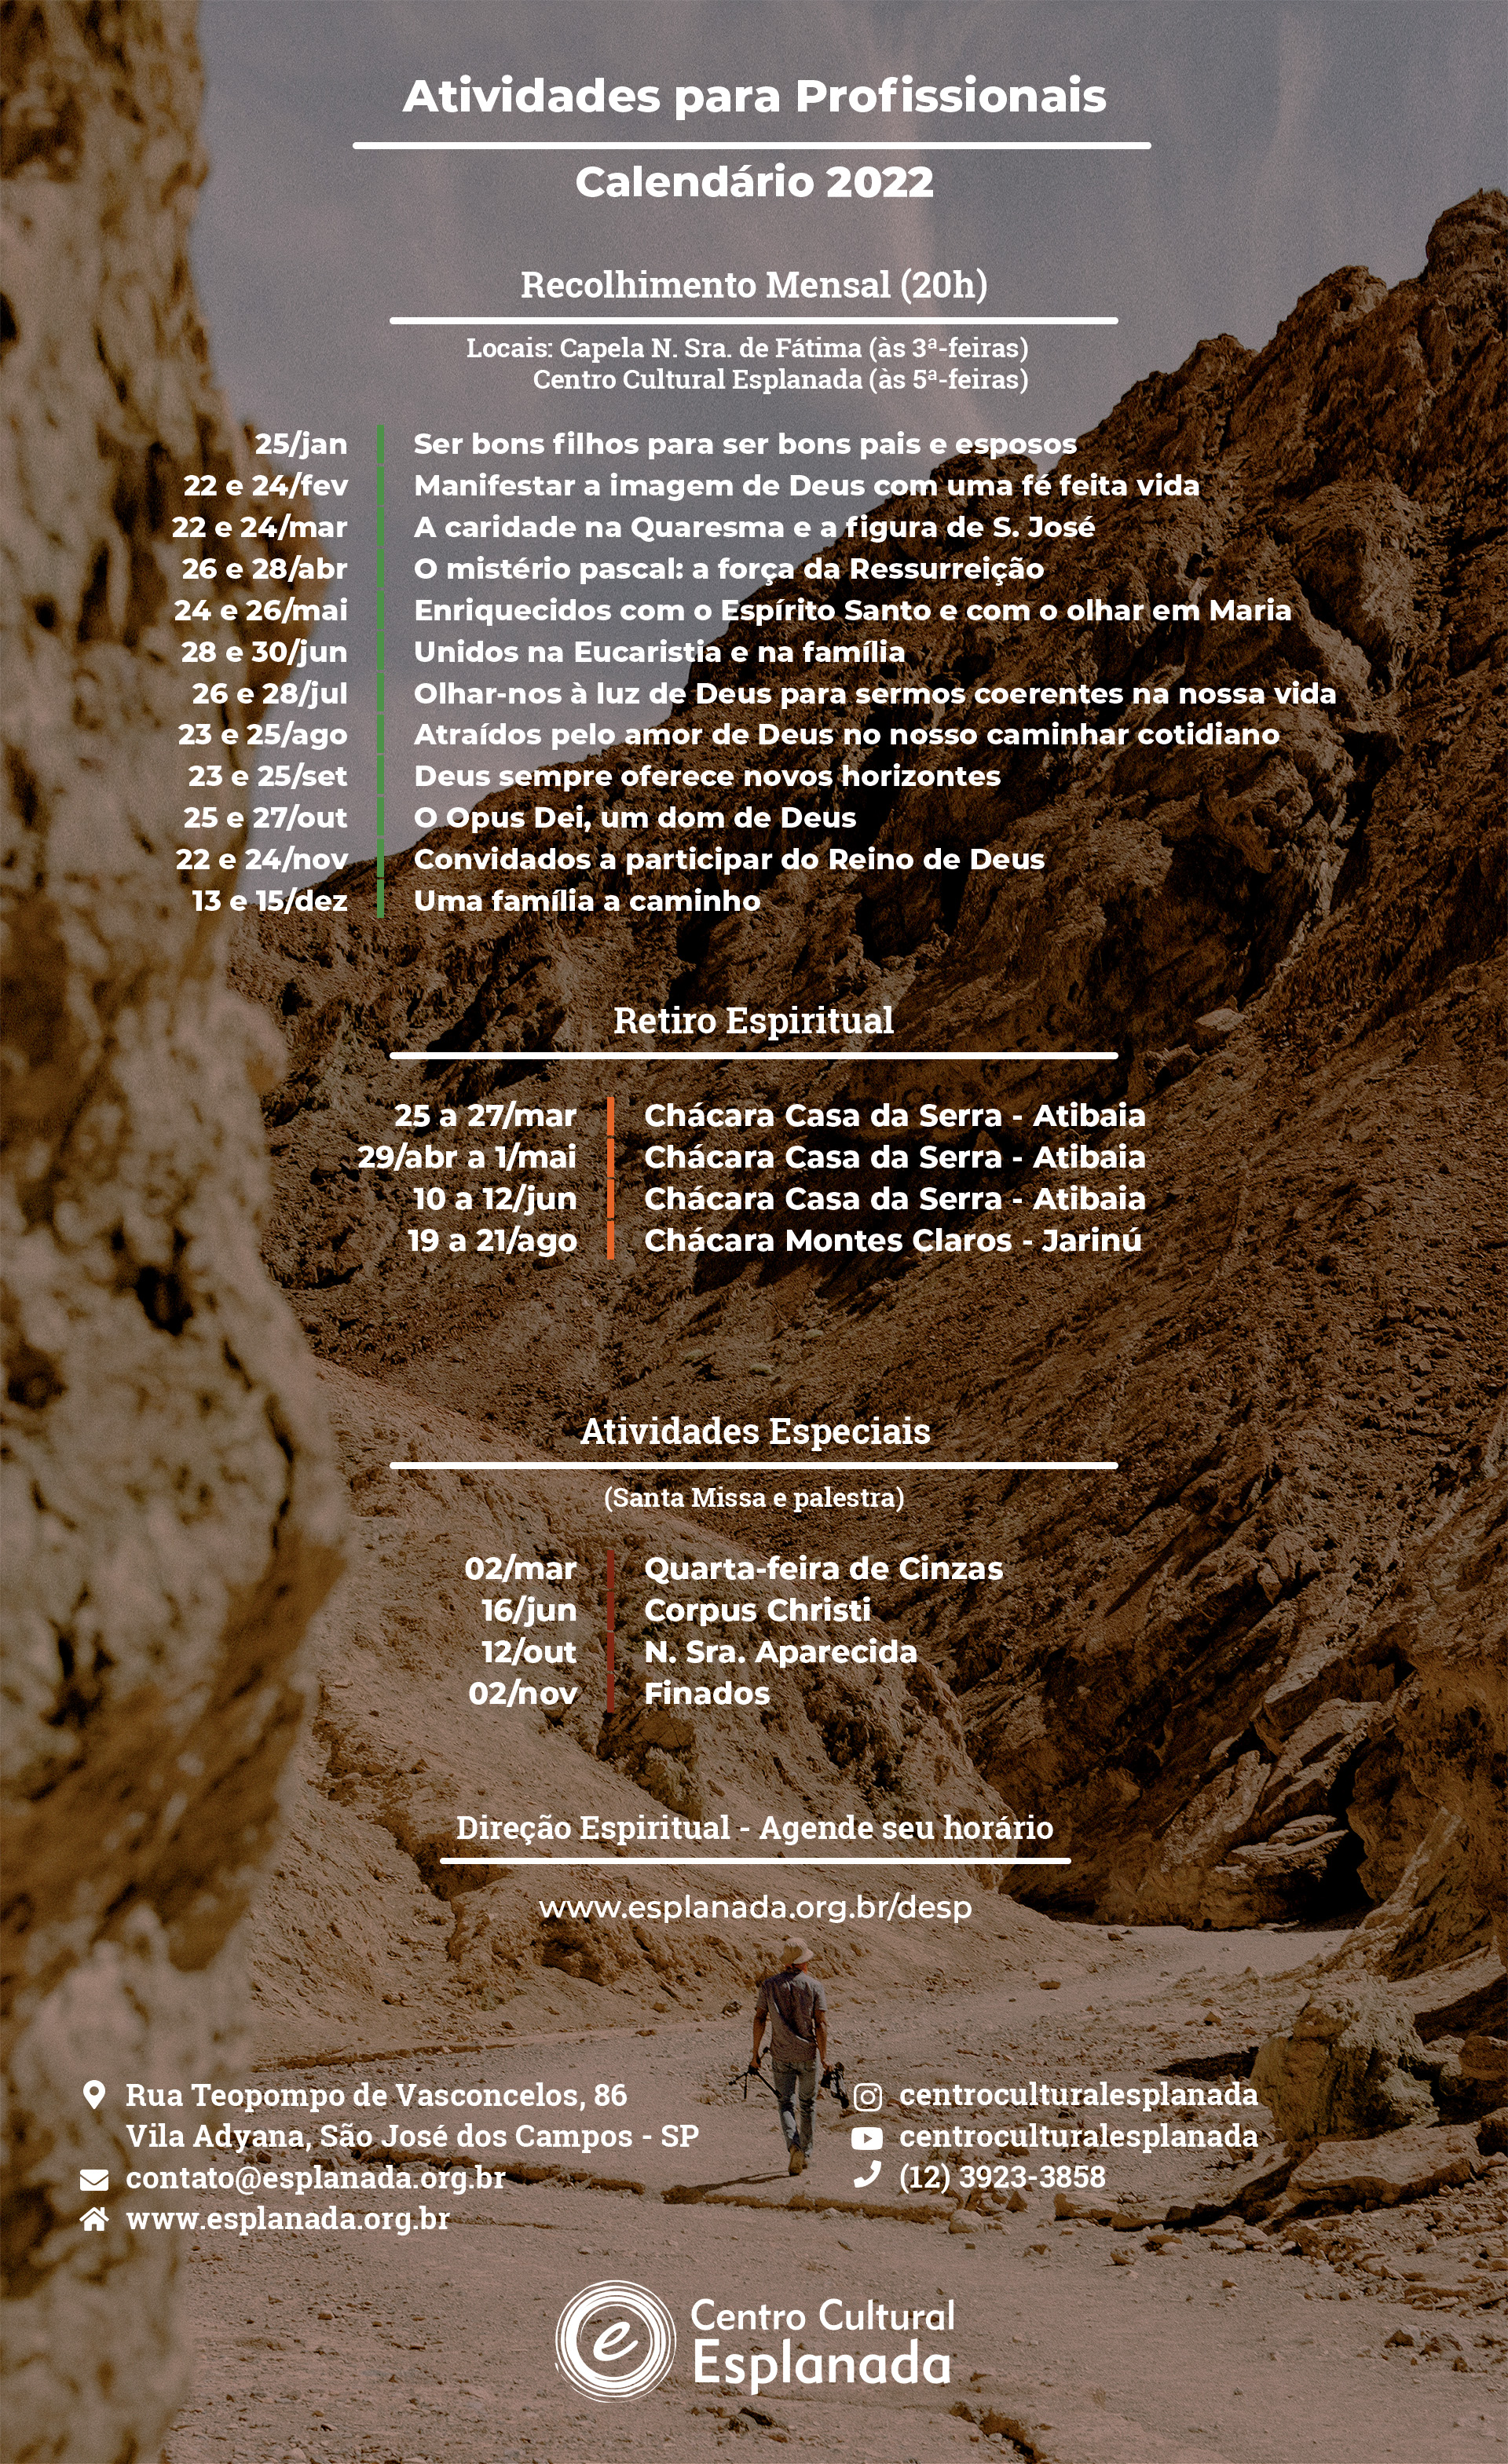 Atividades para Profissionais
Calendário 2022
Recolhimento Mensal (20h)
Locais: Capela N. Sra. de Fátima (às 3ª-feiras)
Centro Cultural Esplanada (às 5ª-feiras)
25/jan Ser bons filhos para ser bons pais e esposos
22 e 24/fev Manifestar a imagem de Deus com uma fé feita vida
22 e 24/mar A caridade na Quaresma e a figura de S. José
26 e 28/abr O mistério pascal: a força da Ressurreição
24 e 26/mai Enriquecidos com o Espírito Santo e com o olhar em Maria
28 e 30/jun Unidos na Eucaristia e na família
26 e 28/jul Olhar-nos à luz de Deus para sermos coerentes na nossa vida
23 e 25/ago Atraídos pelo amor de Deus no nosso caminhar cotidiano
23 e 25/set Deus sempre oferece novos horizontes
25 e 27/out O Opus Dei, um dom de Deus
22 e 24/nov Convidados a participar do Reino de Deus
13 e 15/dez Uma família a caminho
Retiro Espiritual
25 a 27/mar Chácara Casa da Serra - Atibaia
29/abr a 1/mai Chácara Casa da Serra - Atibaia
10 a 12/jun Chácara Casa da Serra - Atibaia
19 a 21/ago Chácara Montes Claros - Jarinú
Atividades Especiais
(Santa Missa e palestra)
02/mar Quarta-feira de Cinzas
16/jun Corpus Christi
12/out N. Sra. Aparecida
02/nov Finados
Direção Espiritual - Agende seu horário
www.esplanada.org.br/desp
Rua Teopompo de Vasconcelos, 86
Vila Adyana, São José dos Campos - SP
contato@esplanada.org.br
www.esplanada.org.br
centroculturalesplanada
centroculturalesplanada
(12) 3923-3858
e
Centro Cultural
Esplanada